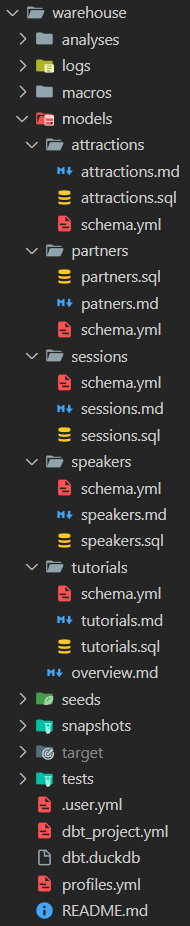 warehouse
analyses
logs
macros
models
attractions
attractions.md
attractions.sql
schema.yml
partners
partners.sql
patners.md
schema.yml
sessions
schema.yml
sessions.md
sessions.sql
speakers
schema.yml
speakers.md
speakers.sql
tutorials
schema.yml
tutorials.md
tutorials.sql
overview.md
seeds
snapshots
target
tests
.user.yml
dbt_project.yml
dbt.duckdb
profiles.yml
README.md